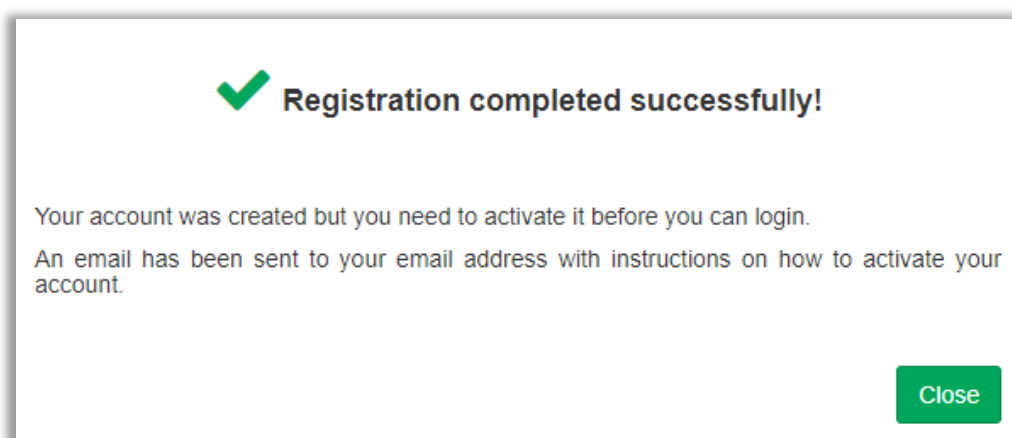 Registration completed successfully!
Your account was created but you need to activate it before you can login.
An email has been sent to your email address with instructions on how to activate your
account.
Close